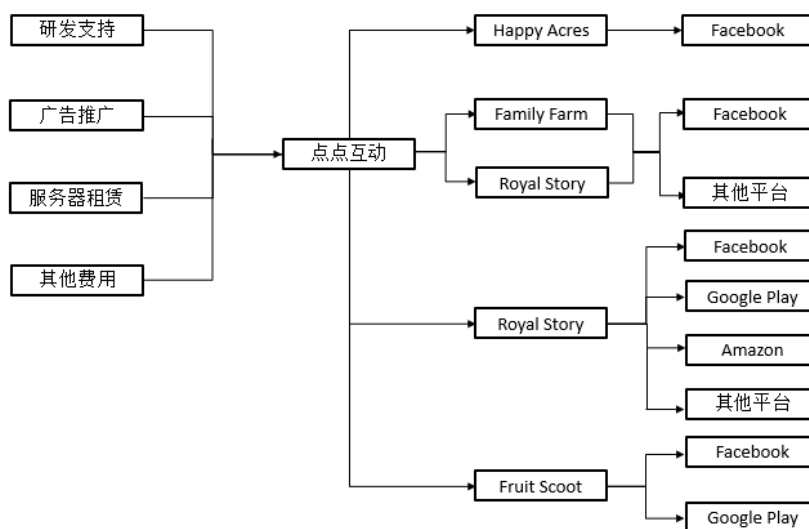 研发支持
广告推广
服务器租赁
其他费用
点点互动
Happy Acres
Facebook
Family Farm
Royal Story
Facebook
其他平台
Royal Story
Facebook
Google Play
Amazon
其他平台
Fruit Scoot
Facebook
Google Play